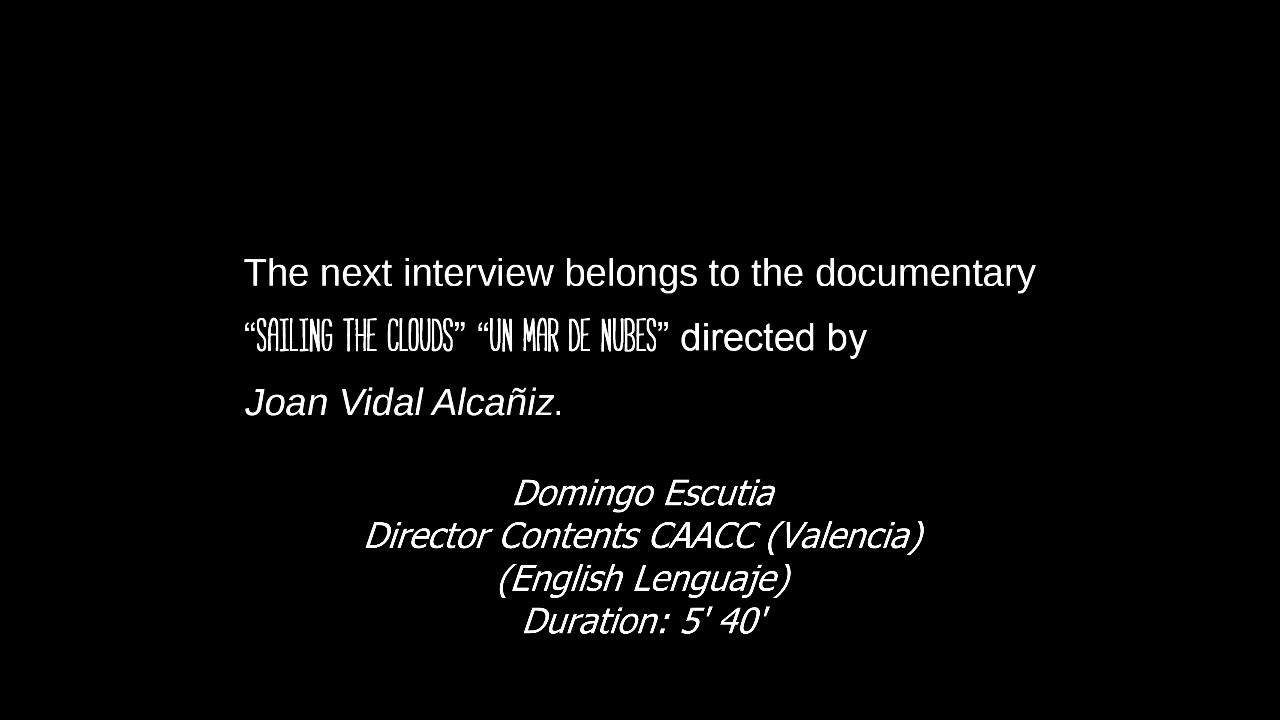 The next interview belongs to the documentary
“SAILING THE CLOUDS” “UN MAR DE NUBES” directed by
Joan Vidal Alcañiz.
Domingo Escutia
Director Contents CAACC (Valencia)
(English Lenguaje)
Duration: 5' 40'